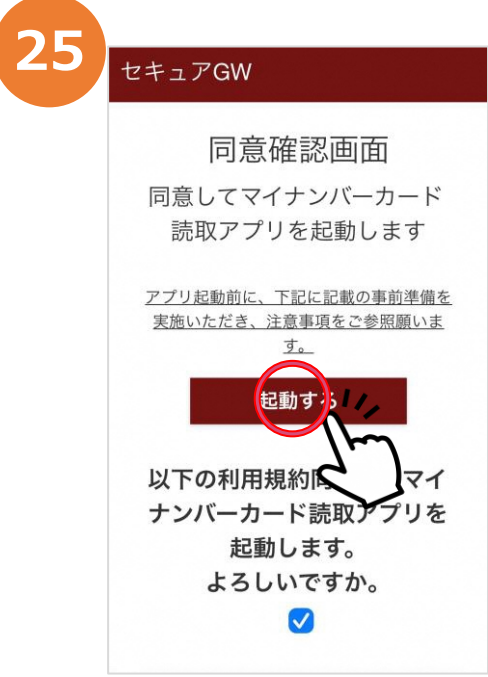 25
セキュアGW
同意確認画面
同意してマイナンバーカード
読取アプリを起動します
アプリ起動前に、下記に記載の事前準備を
実施いただき、注意事項をご参照願いま
す。
起動する
以下の利用規約 マイ
ナンバーカード読取アプリを
起動します。
よろしいですか。